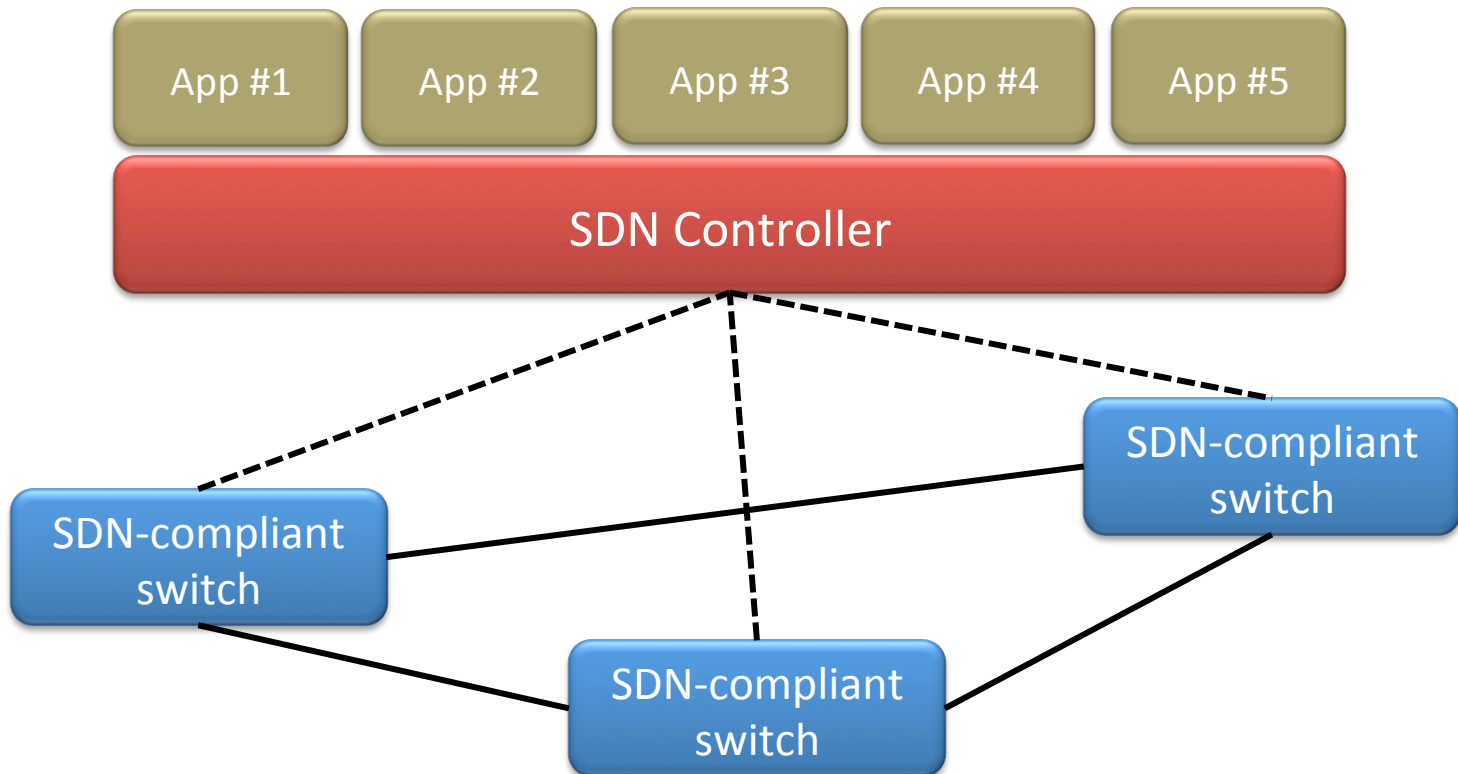 App #1
App #2
App #3
App #4
App #5
SDN Controller
SDN-compliant
switch
SDN-compliant
switch
SDN-compliant
switch